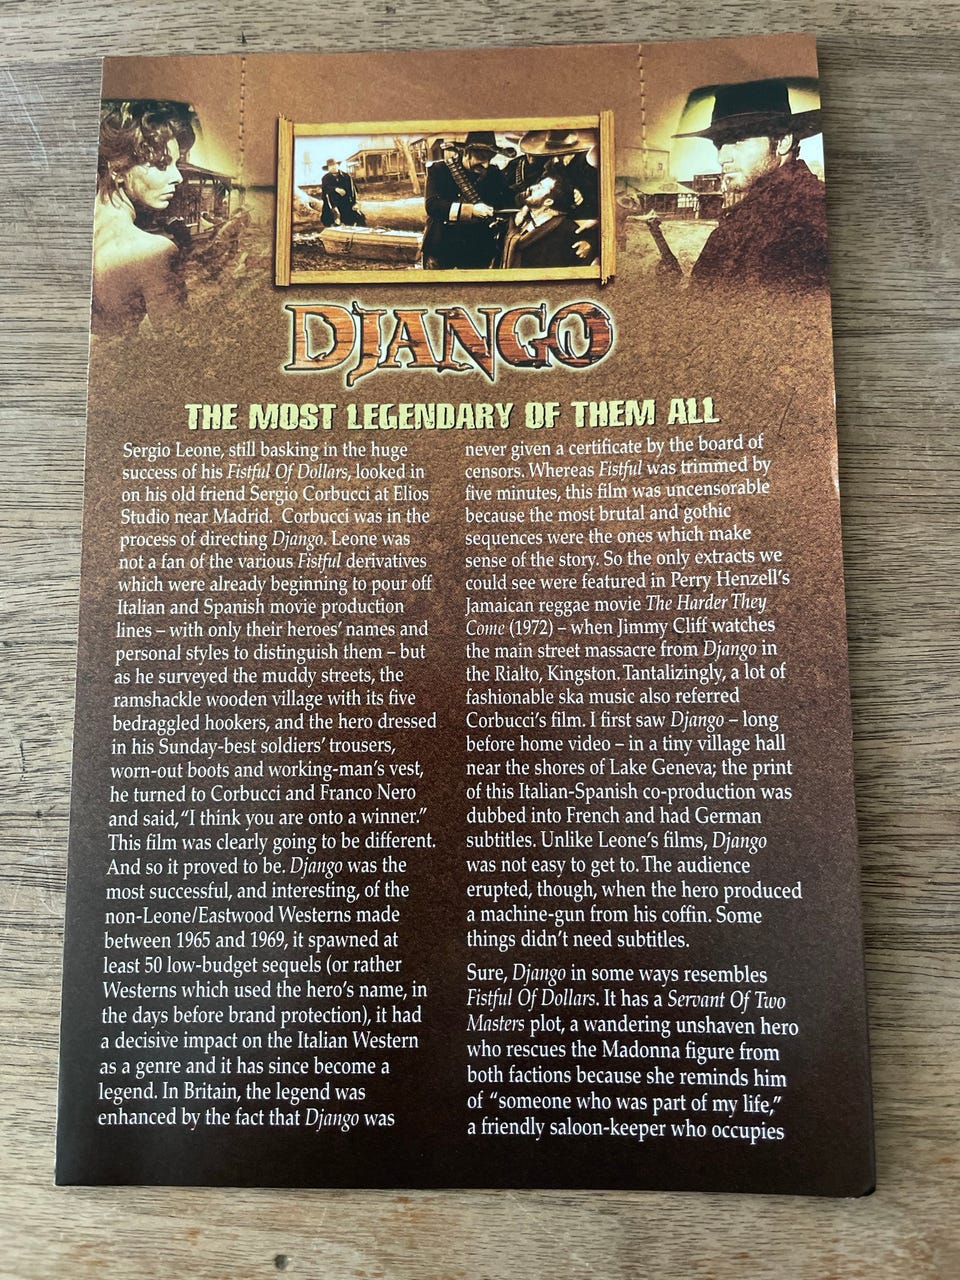 DJANGO
THE MOST LEGENDARY OF THEM ALL
Sergio Leone, still basking in the huge
success of his Fistful Of Dollars, looked in
on his old friend Sergio Corbucci at Elios
Studio near Madrid. Corbucci was in the
process of directing Django. Leone was
not a fan of the various Fistful derivatives
which were already beginning to pour off
Italian and Spanish movie production
lines – with only their heroes’ names and
personal styles to distinguish them – but
as he surveyed the muddy streets, the
ramshackle wooden village with its five
bedraggled hookers, and the hero dressed
in his Sunday-best soldiers’ trousers,
worn-out boots and working-man’s vest,
he turned to Corbucci and Franco Nero
and said, “I think you are onto a winner.”
This film was clearly going to be different.
And so it proved to be. Django was the
most successful, and interesting, of the
non-Leone/Eastwood Westerns made
between 1965 and 1969, it spawned at
least 50 low-budget sequels (or rather
Westerns which used the hero’s name, in
the days before brand protection), it had
a decisive impact on the Italian Western
as a genre and it has since become a
legend. In Britain, the legend was
enhanced by the fact that Django was
never given a certificate by the board of
censors. Whereas Fistful was trimmed by
five minutes, this film was uncensorable
because the most brutal and gothic
sequences were the ones which make
sense of the story. So the only extracts we
could see were featured in Perry Henzell’s
Jamaican reggae movie The Harder They
Come (1972) – when Jimmy Cliff watches
the main street massacre from Django in
the Rialto, Kingston. Tantalizingly, a lot of
fashionable ska music also referred
Corbucci’s film. I first saw Django – long
before home video – in a tiny village hall
near the shores of Lake Geneva; the print
of this Italian-Spanish co-production was
dubbed into French and had German
subtitles. Unlike Leone’s films, Django
was not easy to get to. The audience
erupted, though, when the hero produced
a machine-gun from his coffin. Some
things didn’t need subtitles.
Sure, Django in some ways resembles
Fistful Of Dollars. It has a Servant Of Two
Masters plot, a wandering unshaven hero
who rescues the Madonna figure from
both factions because she reminds him
of “someone who was part of my life,”
a friendly saloon-keeper who occupies